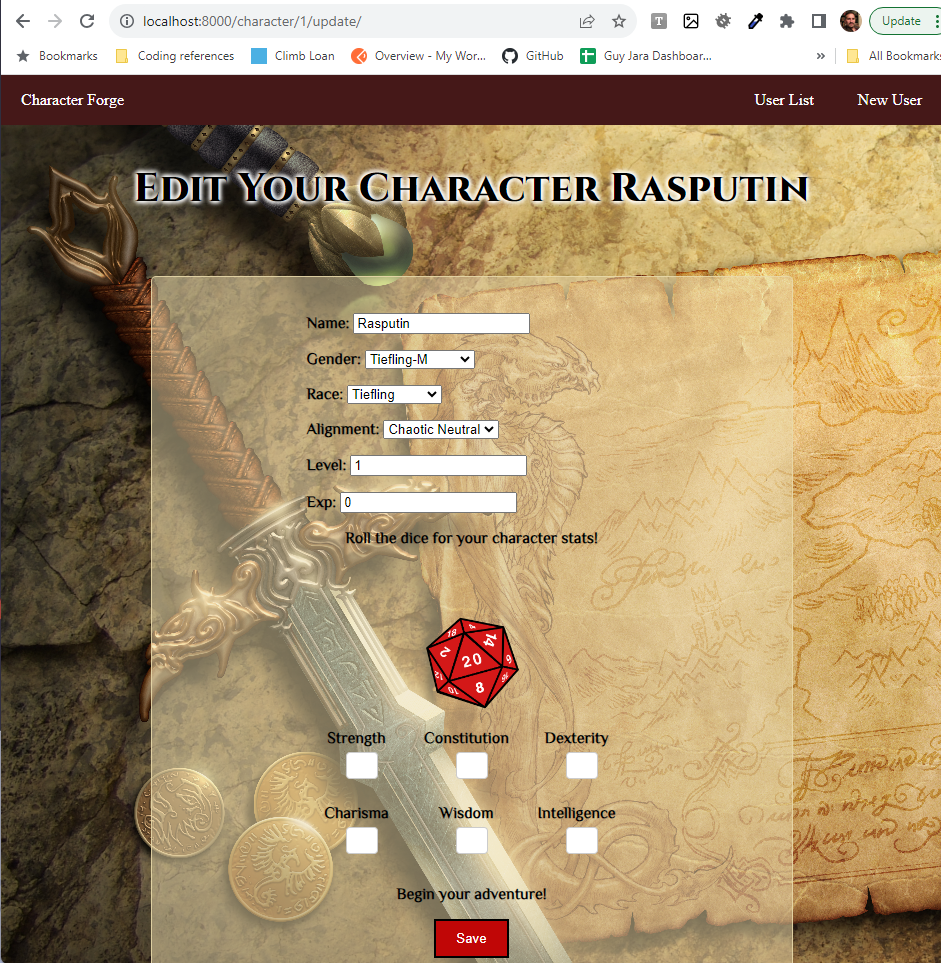 localhost:8000/character/1/update/
Update
Bookmarks Coding references Climb Loan Overview - My Wor... GitHub Guy Jara Dashboar... » All Bookmarks
Character Forge User List New User
Edit Your Character Rasputin
Name: Rasputin
Gender: Tiefling-M
Race: Tiefling
Alignment: Chaotic Neutral
Level: 1
Exp: 0
Roll the dice for your character stats!
18 4
2 14
20
12 6
10 8
Strength Constitution Dexterity
Charisma Wisdom Intelligence
Begin your adventure!
Save